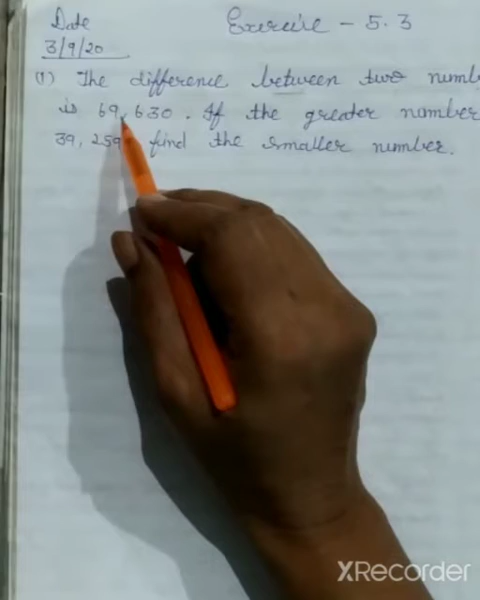 Date
Exercise - 5.3
3/9/20
(1) The difference between two numb
is 69,630. If the greater number
39,259 find the smaller number.
XRecorder